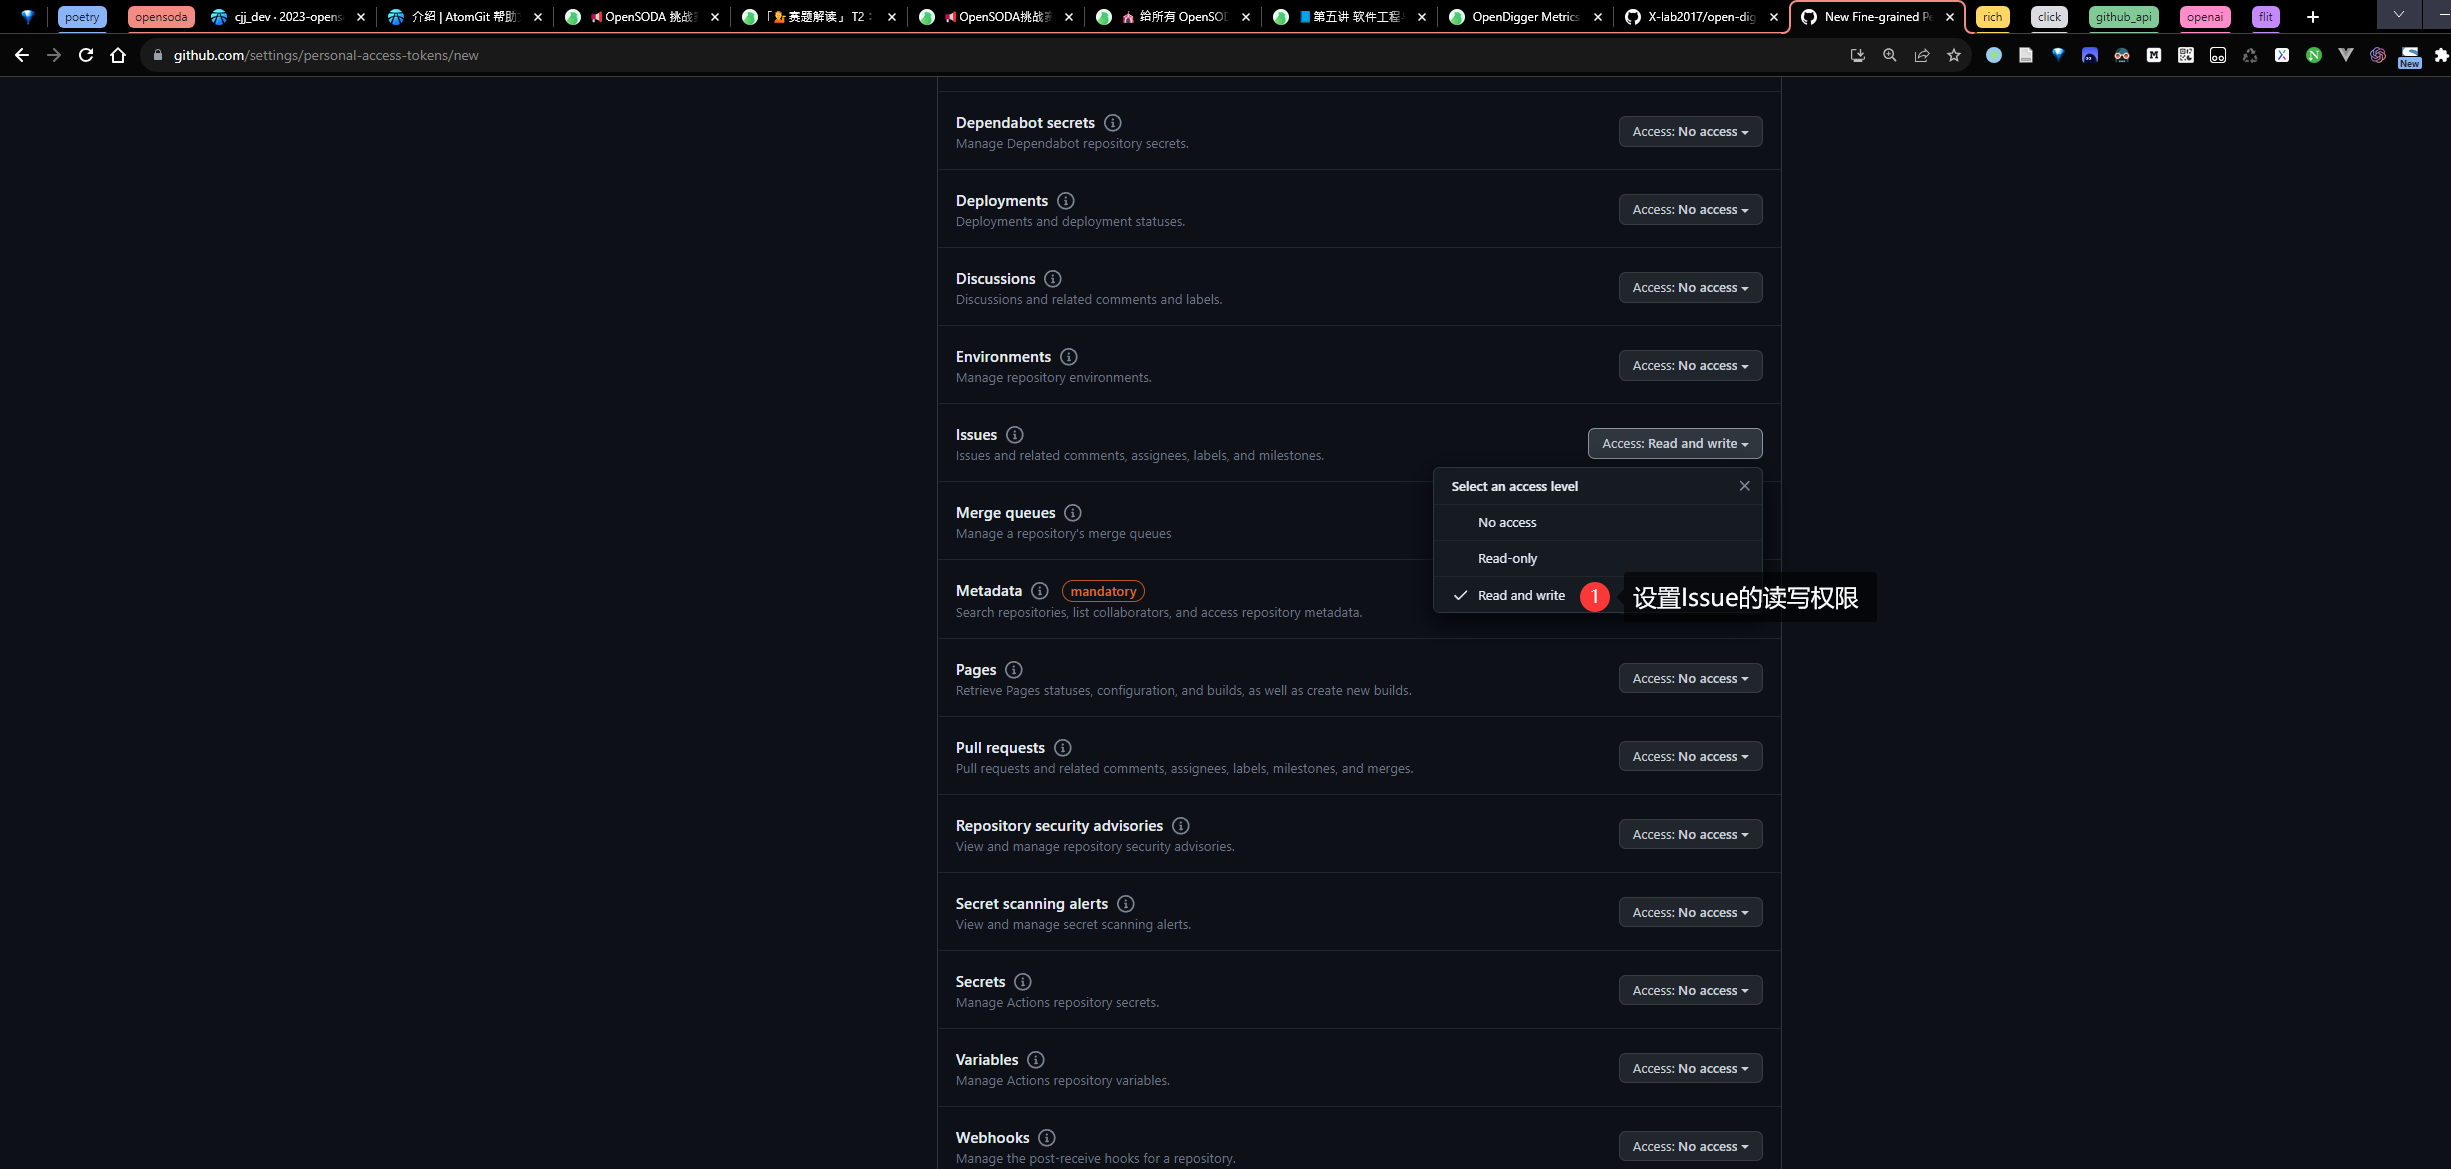 poetry
opensoda
cjj_dev · 2023-opens
介绍 | AtomGit 帮助
OpenSODA 挑战
「赛题解读」T2：
OpenSODA挑战赛
给所有 OpenSOD
第五讲 软件工程
OpenDigger Metrics
X-lab2017/open-dig
New Fine-grained Pe
rich
click
github_api
openai
flit
github.com/settings/personal-access-tokens/new
New
Dependabot secrets
Manage Dependabot repository secrets.
Access: No access
Deployments
Deployments and deployment statuses.
Access: No access
Discussions
Discussions and related comments and labels.
Access: No access
Environments
Manage repository environments.
Access: No access
Issues
Issues and related comments, assignees, labels, and milestones.
Access: Read and write
Select an access level
No access
Read-only
Read and write
1
设置Issue的读写权限
Merge queues
Manage a repository's merge queues
Metadata
mandatory
Search repositories, list collaborators, and access repository metadata.
Pages
Retrieve Pages statuses, configuration, and builds, as well as create new builds.
Access: No access
Pull requests
Pull requests and related comments, assignees, labels, milestones, and merges.
Access: No access
Repository security advisories
View and manage repository security advisories.
Access: No access
Secret scanning alerts
View and manage secret scanning alerts.
Access: No access
Secrets
Manage Actions repository secrets.
Access: No access
Variables
Manage Actions repository variables.
Access: No access
Webhooks
Manage the post-receive hooks for a repository.
Access: No access